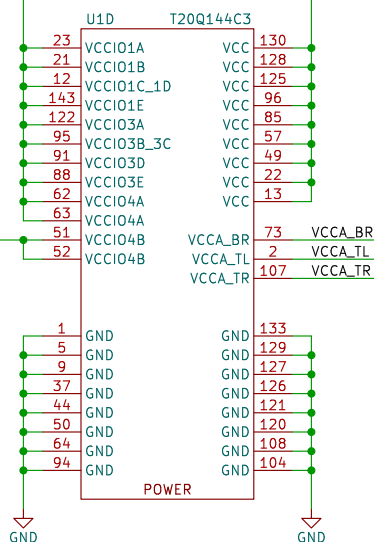 U1D T20Q144C3
23 VCCIO1A VCC 130
21 VCCIO1B VCC 128
12 VCCIO1C_1D VCC 125
143 VCCIO1E VCC 96
122 VCCIO3A VCC 85
95 VCCIO3B_3C VCC 57
91 VCCIO3D VCC 49
88 VCCIO3E VCC 22
62 VCCIO4A VCC 13
63 VCCIO4A
51 VCCIO4B VCCA_BR 73 VCCA_BR
52 VCCIO4B VCCA_TL 2 VCCA_TL
VCCA_TR 107 VCCA_TR
1 GND GND 133
5 GND GND 129
9 GND GND 127
37 GND GND 126
44 GND GND 121
50 GND GND 120
64 GND GND 108
94 GND GND 104
POWER
GND GND